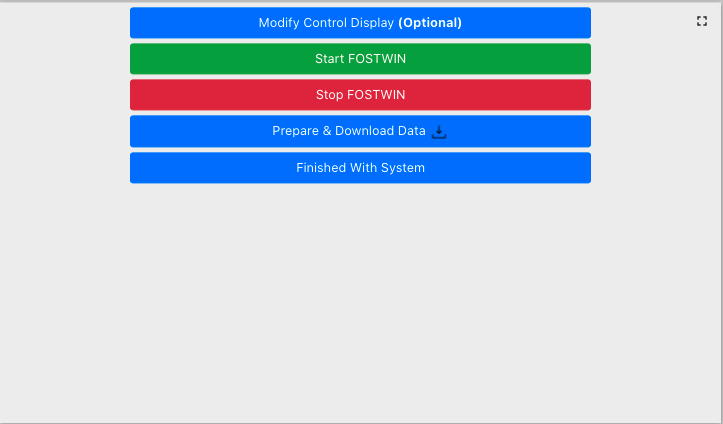 Modify Control Display (Optional)
Start FOSTWIN
Stop FOSTWIN
Prepare & Download Data
Finished With System